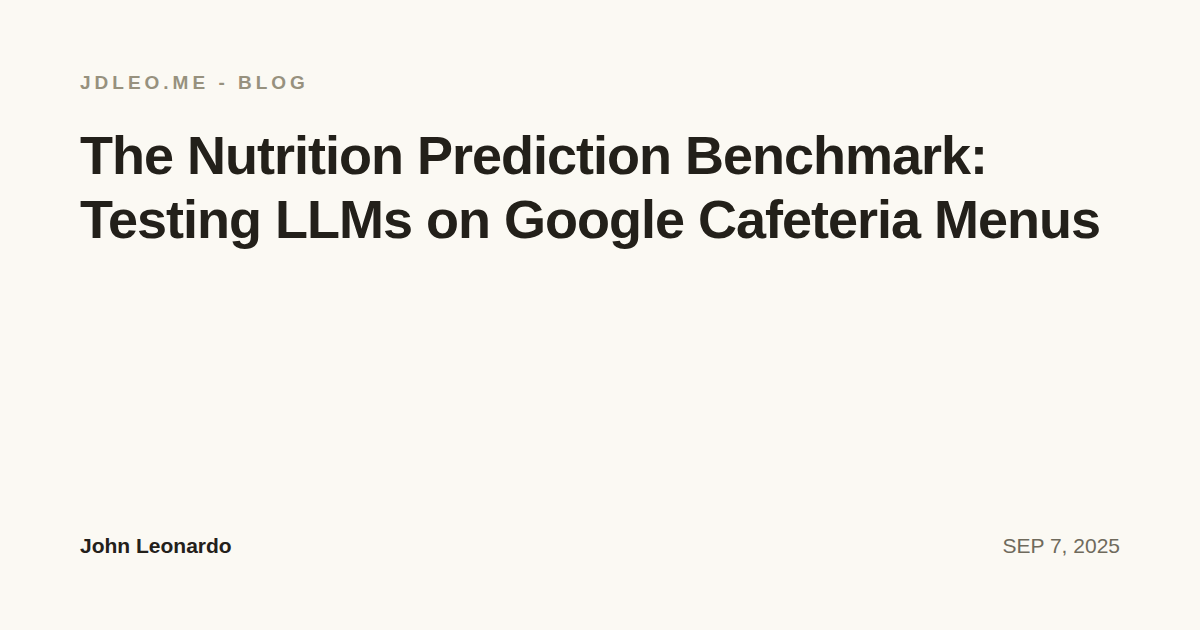 JDLEO.ME - BLOG
The Nutrition Prediction Benchmark:
Testing LLMs on Google Cafeteria Menus
John Leonardo
SEP 7, 2025